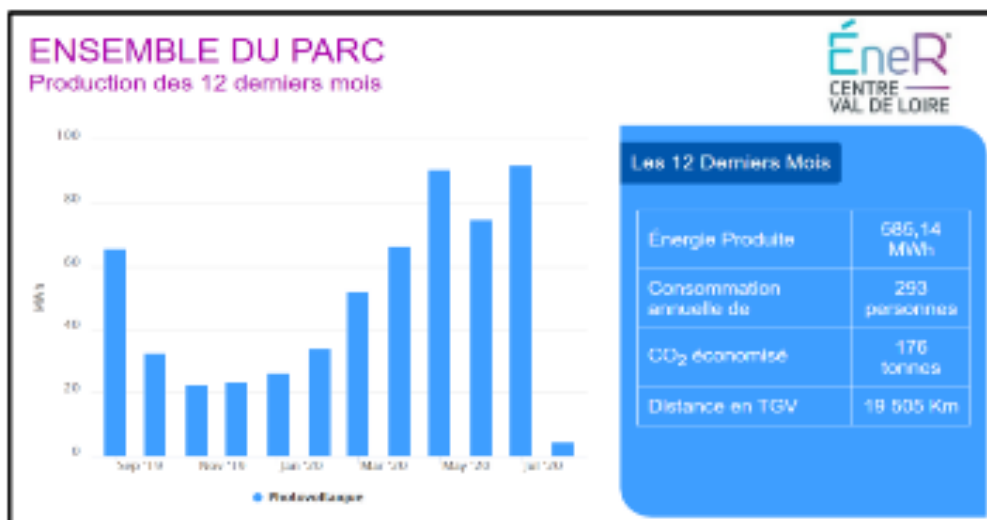 ENSEMBLE DU PARC
Production des 12 derniers mois
ÉneR
CENTRE
VAL DE LOIRE
100
80
60
40
20
0
MWh
Sep '19
Nov '19
Jan '20
Mar '20
May '20
Jul '20
Photovoltaïque
Les 12 Derniers Mois
Énergie Produite
MWh
Consommation
annuelle de
293
personnes
CO₂ économisé
176
tonnes
Distance en TGV
19 505 Km